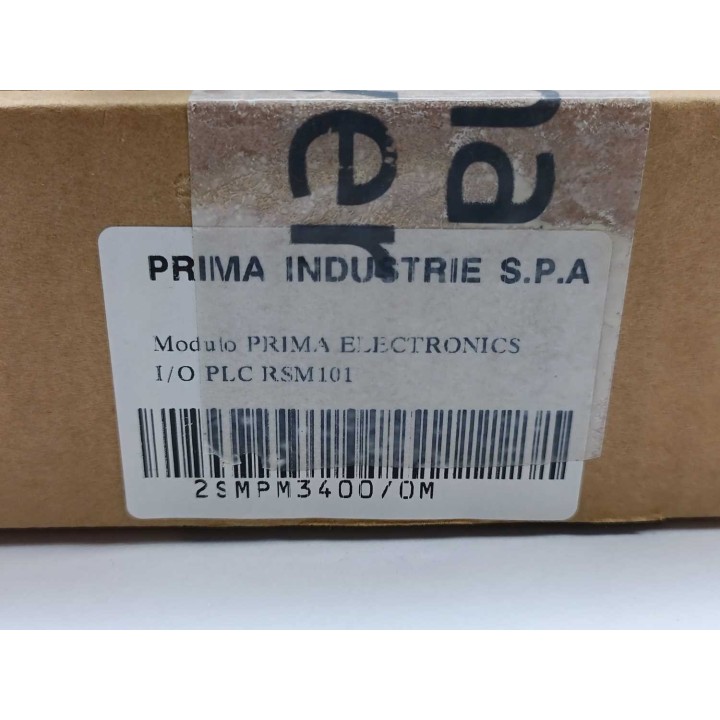 PRIMA INDUSTRIE S.P.A
Modulo PRIMA ELECTRONICS
I/O PLC RSM101
2SMPM3400/0M